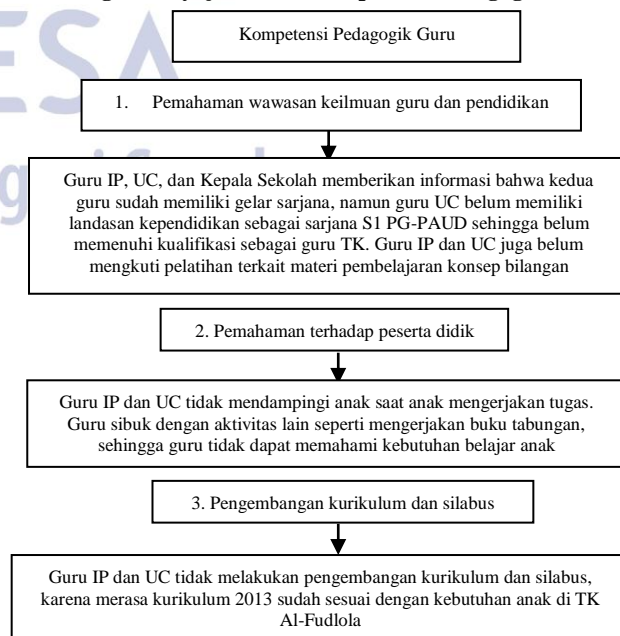 ESA
Kompetensi Pedagogik Guru
1. Pemahaman wawasan keilmuan guru dan pendidikan
Guru IP, UC, dan Kepala Sekolah memberikan informasi bahwa kedua
guru sudah memiliki gelar sarjana, namun guru UC belum memiliki
landasan kependidikan sebagai sarjana S1 PG-PAUD sehingga belum
memenuhi kualifikasi sebagai guru TK. Guru IP dan UC juga belum
mengkuti pelatihan terkait materi pembelajaran konsep bilangan
2. Pemahaman terhadap peserta didik
Guru IP dan UC tidak mendampingi anak saat anak mengerjakan tugas.
Guru sibuk dengan aktivitas lain seperti mengerjakan buku tabungan,
sehingga guru tidak dapat memahami kebutuhan belajar anak
3. Pengembangan kurikulum dan silabus
Guru IP dan UC tidak melakukan pengembangan kurikulum dan silabus,
karena merasa kurikulum 2013 sudah sesuai dengan kebutuhan anak di TK
Al-Fudlola